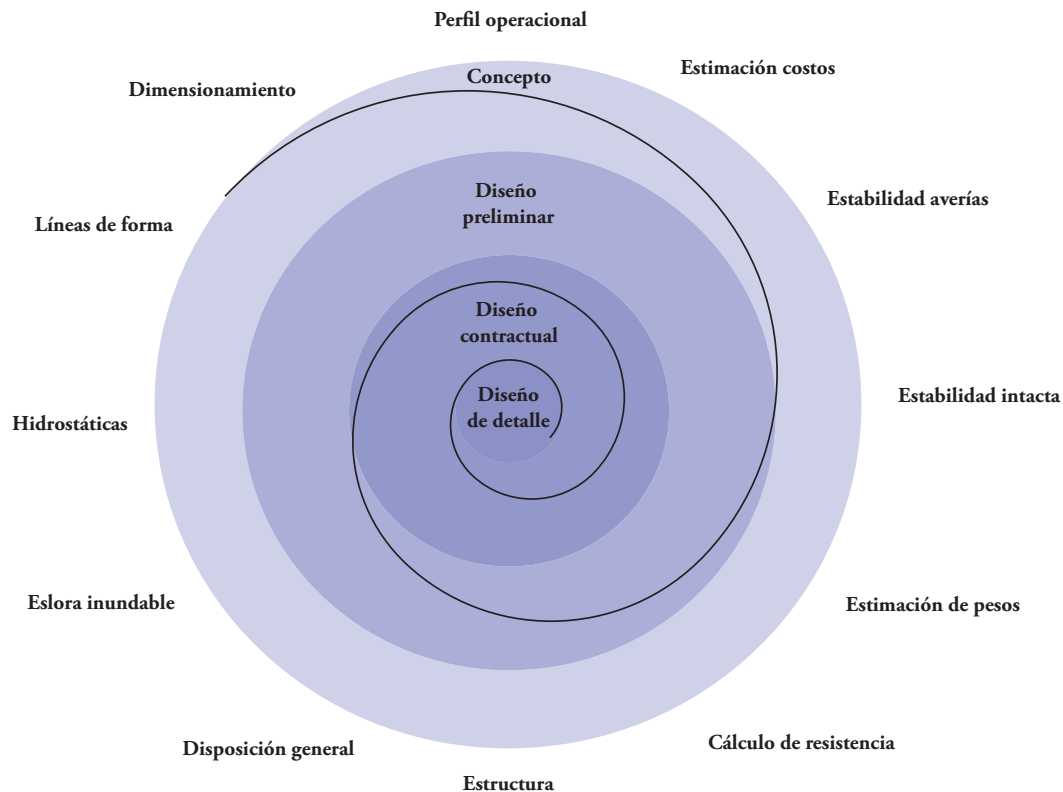 Perfil operacional
Estimación costos
Concepto
Dimensionamiento
Diseño
preliminar
Estabilidad averías
Líneas de forma
Diseño
contractual
Estabilidad intacta
Diseño
de detalle
Hidrostáticas
Eslora inundable
Estimación de pesos
Cálculo de resistencia
Disposición general
Estructura